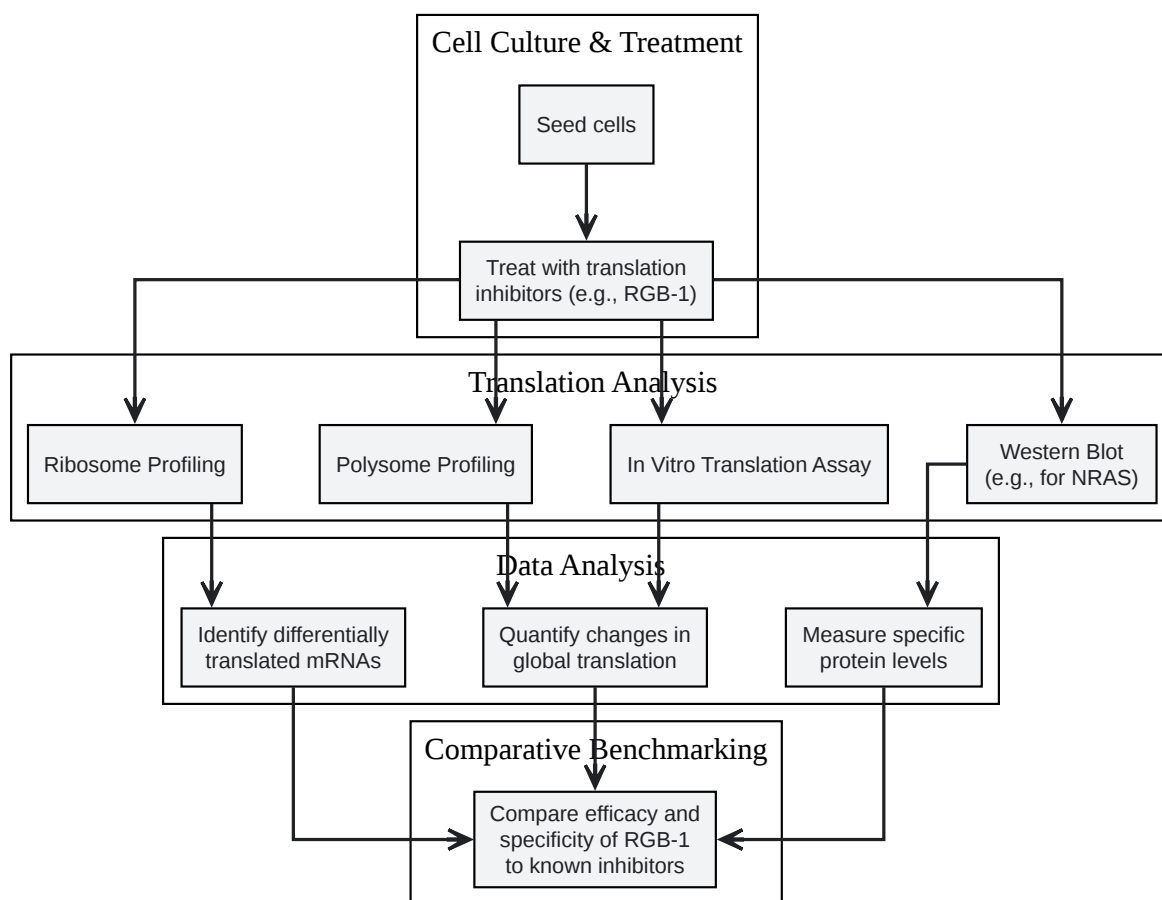 Cell Culture & Treatment
Seed cells
Treat with translation
inhibitors (e.g., RGB-1)
Translation Analysis
Ribosome Profiling
Polysome Profiling
In Vitro Translation Assay
Western Blot
(e.g., for NRAS)
Data Analysis
Identify differentially
translated mRNAs
Quantify changes in
global translation
Measure specific
protein levels
Comparative Benchmarking
Compare efficacy and
specificity of RGB-1
to known inhibitors